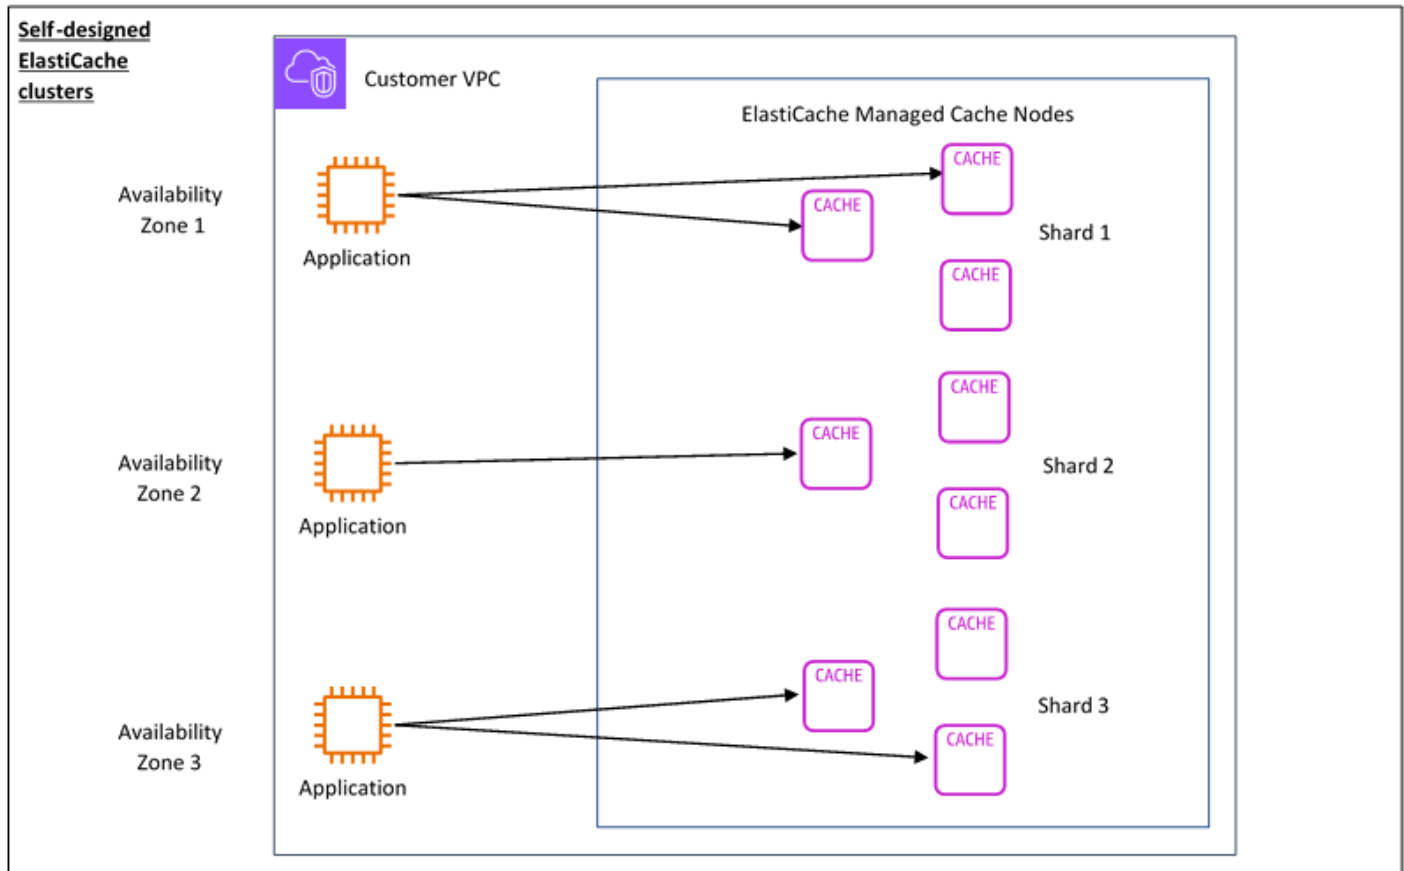 Self-designed
ElastiCache
clusters
Customer VPC
ElastiCache Managed Cache Nodes
Availability
Zone 1
Application
CACHE
CACHE
CACHE
Shard 1
Availability
Zone 2
Application
CACHE
CACHE
CACHE
Shard 2
Availability
Zone 3
Application
CACHE
CACHE
CACHE
Shard 3